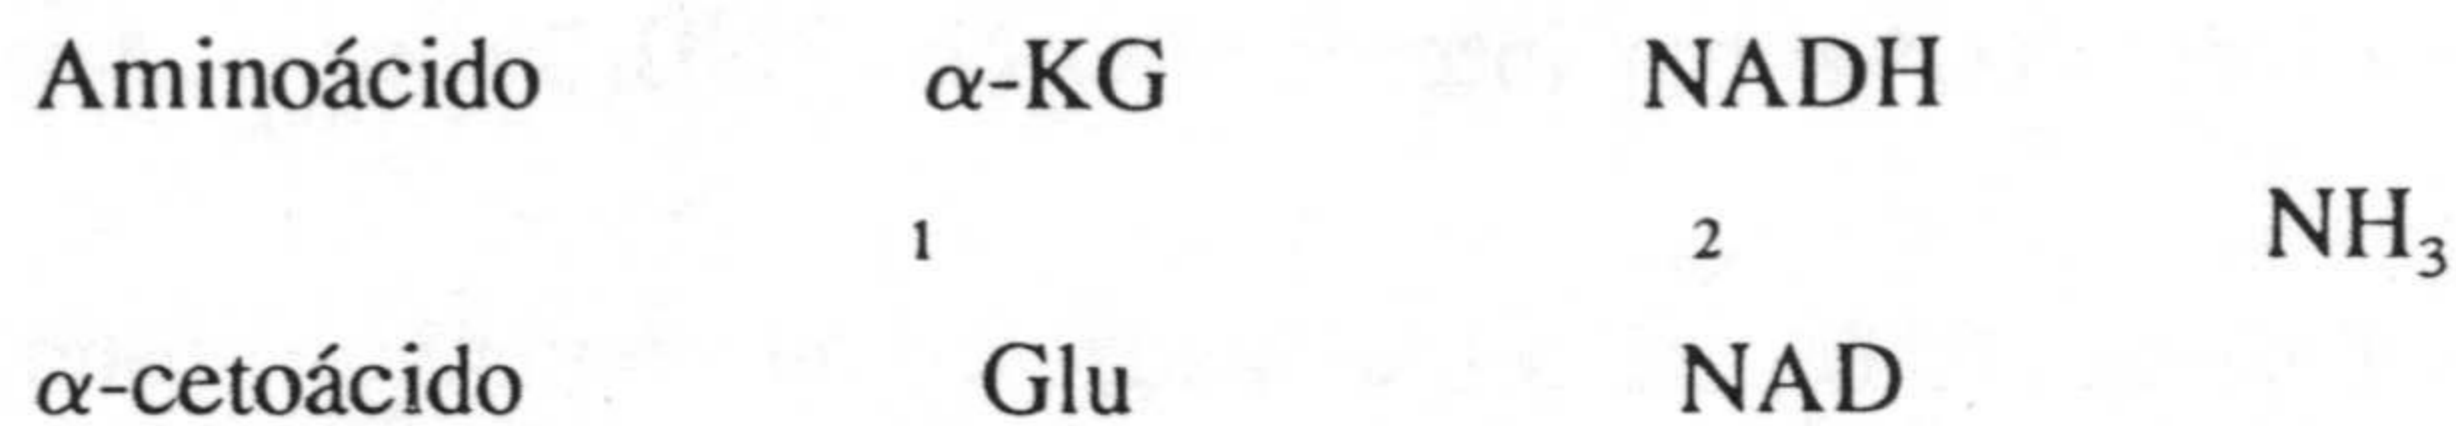 Aminoácido α-KG NADH
1 2 NH₃
α-cetoácido Glu NAD